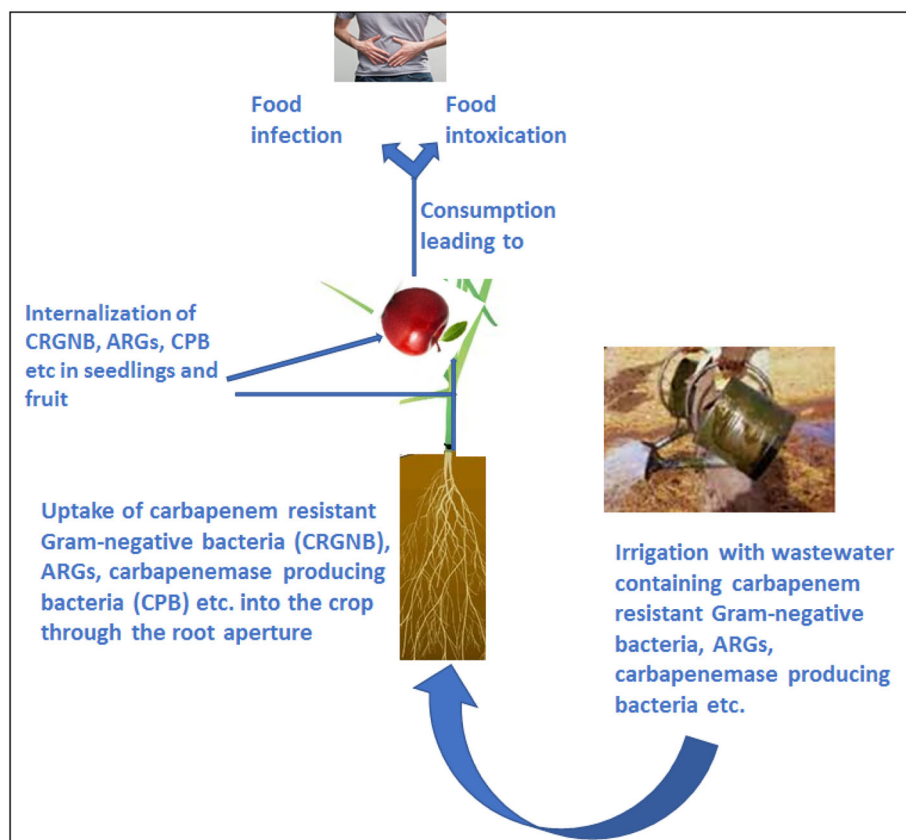 Food
infection
Food
intoxication
Consumption
leading to
Internalization of
CRGNB, ARGs, CPB
etc in seedlings and
fruit
Uptake of carbapenem resistant
Gram-negative bacteria (CRGNB),
ARGs, carbapenemase producing
bacteria (CPB) etc. into the crop
through the root aperture
Irrigation with wastewater
containing carbapenem
resistant Gram-negative
bacteria, ARGs,
carbapenemase producing
bacteria etc.